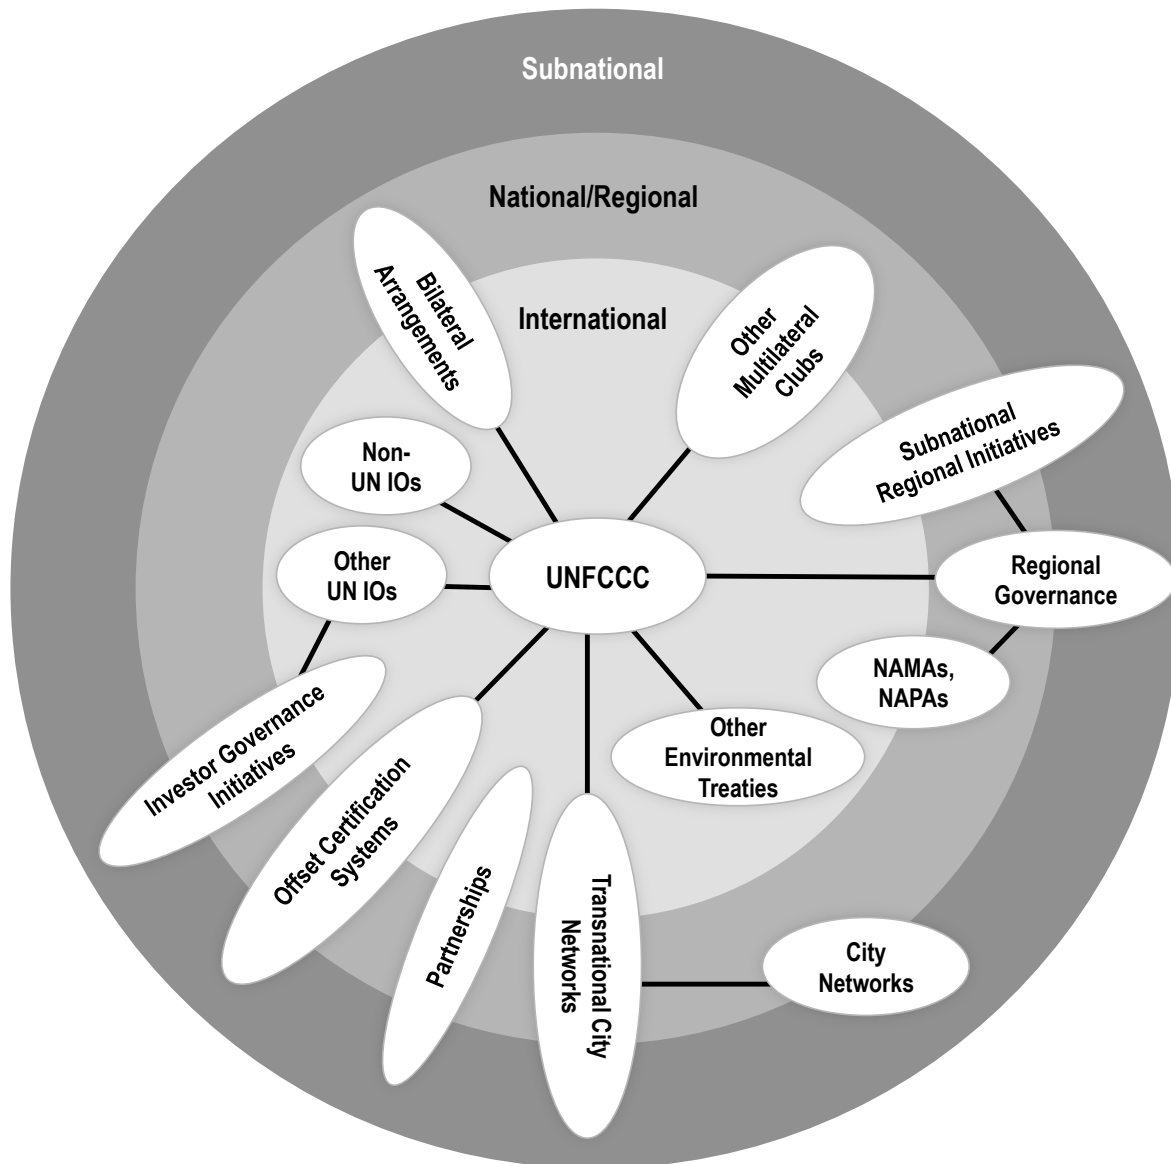 Subnational
National/Regional
International
Bilateral
Arrangements
Other
Multilateral
Clubs
Subnational
Regional Initiatives
Non-
UN IOs
Other
UN IOs
UNFCCC
Regional
Governance
NAMAs,
NAPAs
Investor Governance
Initiatives
Offset Certification
Systems
Partnerships
Transnational City
Networks
Other
Environmental
Treaties
City
Networks